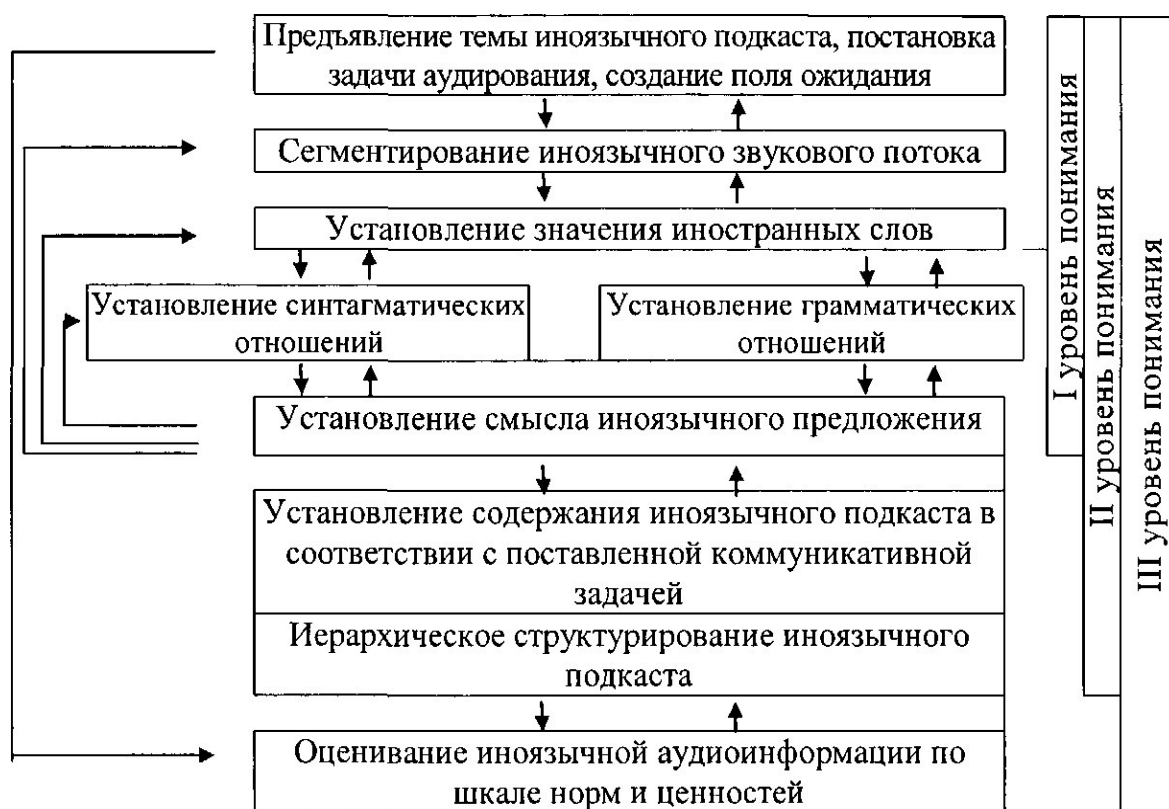 Предъявление темы иноязычного подкаста, постановка
задачи аудирования, создание поля ожидания
Сегментирование иноязычного звукового потока
Установление значения иностранных слов
Установление синтагматических
отношений
Установление грамматических
отношений
Установление смысла иноязычного предложения
Установление содержания иноязычного подкаста в
соответствии с поставленной коммуникативной
задачей
Иерархическое структурирование иноязычного
подкаста
Оценивание иноязычной аудиоинформации по
шкале норм и ценностей
I уровень понимания
II уровень понимания
III уровень понимания